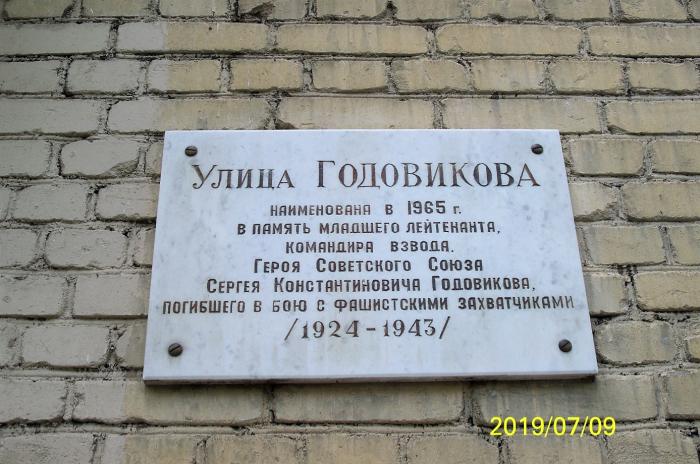 Улица Годовикова
наименована в 1965 г.
в память младшего лейтенанта,
командира взвода,
Героя Советского Союза
Сергея Константиновича Годовикова,
погибшего в бою с фашистскими захватчиками
/1924-1943/
2019/07/09